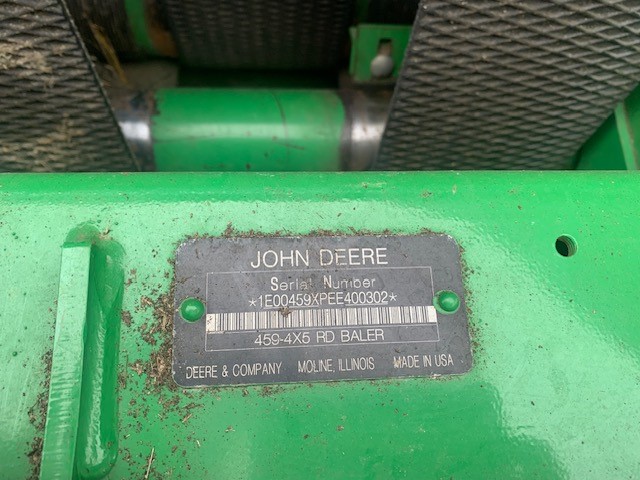 JOHN DEERE
Serial Number
*1E00459XPEE400302*
459-4X5 RD BALER
DEERE & COMPANY MOLINE, ILLINOIS MADE IN USA